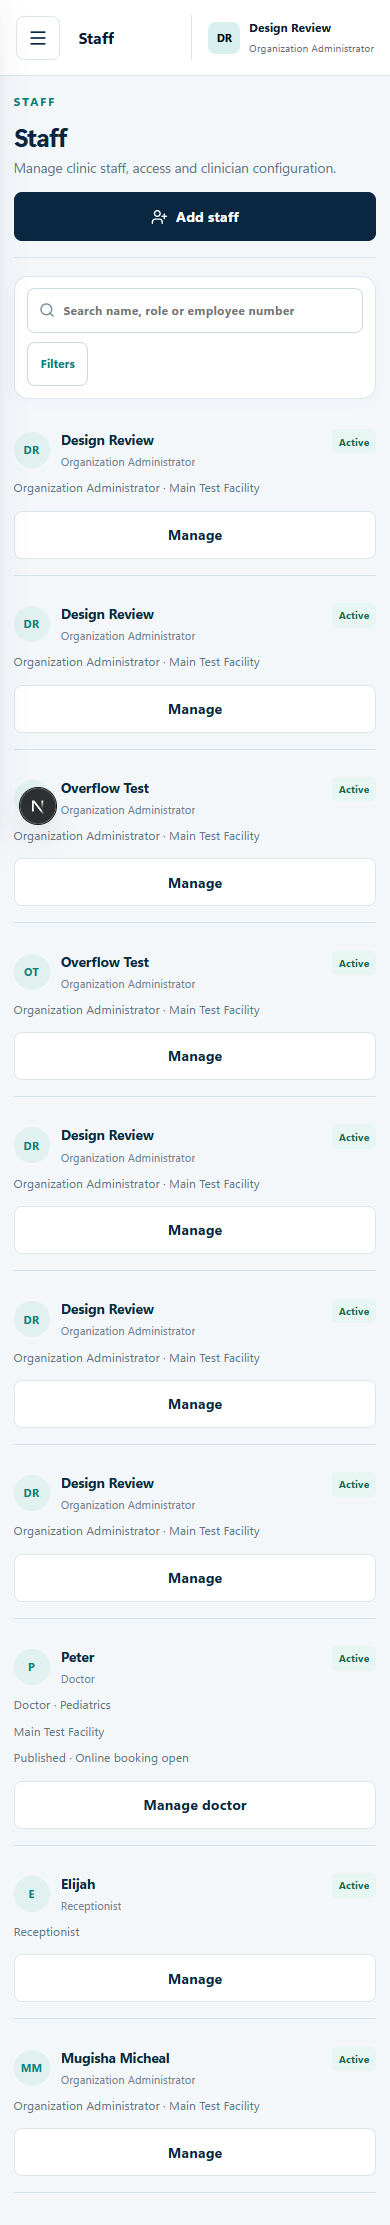 Staff
DR
Design Review
Organization Administrator
STAFF
Staff
Manage clinic staff, access and clinician configuration.
Add staff
Search name, role or employee number
Filters
DR
Design Review
Active
Organization Administrator
Organization Administrator · Main Test Facility
Manage
DR
Design Review
Active
Organization Administrator
Organization Administrator · Main Test Facility
Manage
N
Overflow Test
Active
Organization Administrator
Organization Administrator · Main Test Facility
Manage
OT
Overflow Test
Active
Organization Administrator
Organization Administrator · Main Test Facility
Manage
DR
Design Review
Active
Organization Administrator
Organization Administrator · Main Test Facility
Manage
DR
Design Review
Active
Organization Administrator
Organization Administrator · Main Test Facility
Manage
DR
Design Review
Active
Organization Administrator
Organization Administrator · Main Test Facility
Manage
P
Peter
Active
Doctor
Doctor · Pediatrics
Main Test Facility
Published · Online booking open
Manage doctor
E
Elijah
Active
Receptionist
Receptionist
Manage
MM
Mugisha Micheal
Active
Organization Administrator
Organization Administrator · Main Test Facility
Manage